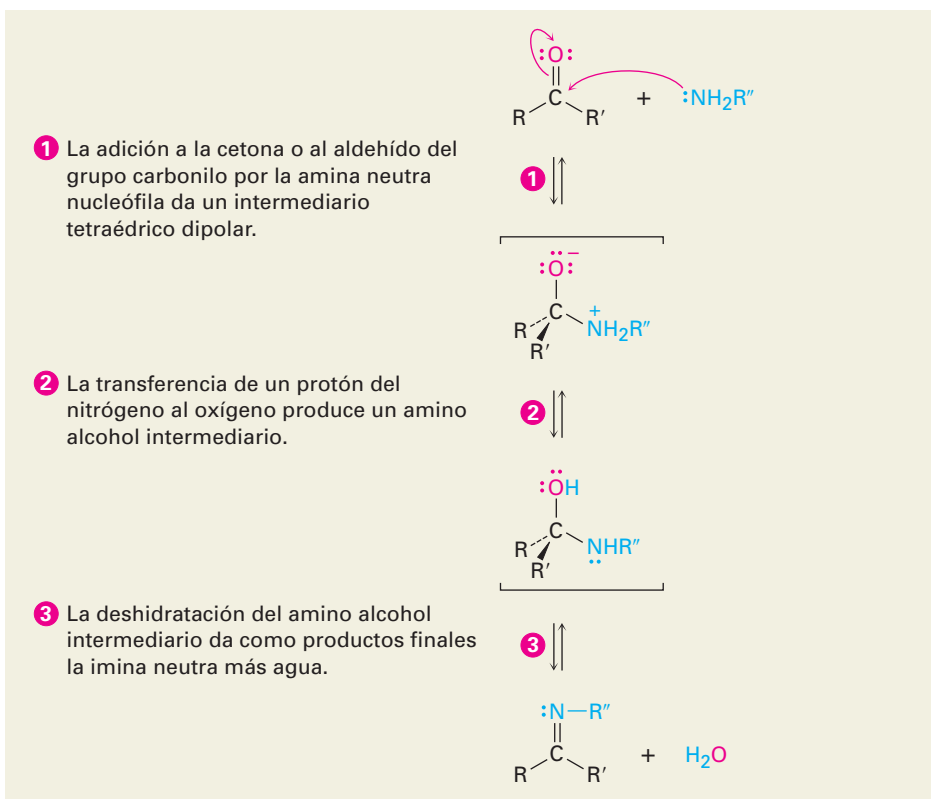 :O:
C
R R′ + :NH₂R″
1 La adición a la cetona o al aldehído del
grupo carbonilo por la amina neutra
nucleófila da un intermediario
tetraédrico dipolar.
1
:Ö:⁻
C
R R′ ⁺NH₂R″
2 La transferencia de un protón del
nitrógeno al oxígeno produce un amino
alcohol intermediario.
2
:ÖH
C
R R′ NHR″
3 La deshidratación del amino alcohol
intermediario da como productos finales
la imina neutra más agua.
3
:N—R″
C
R R′ + H₂O